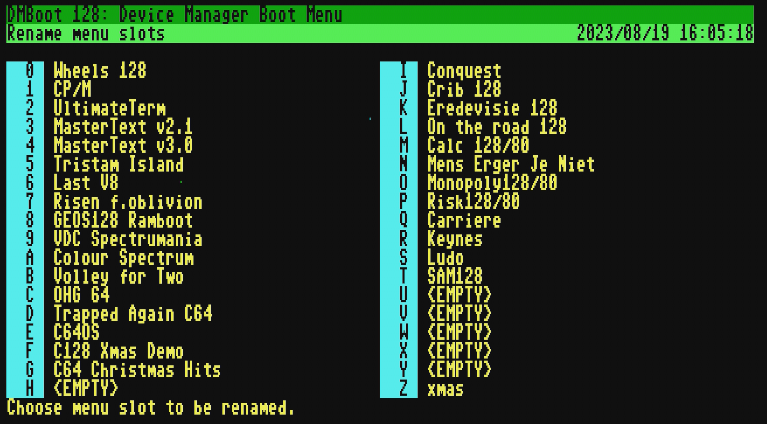 DMBoot 128: Device Manager Boot Menu
Rename menu slots 2023/08/19 16:05:18
0 Wheels 128
1 CP/M
2 UltimateTerm
3 MasterText v2.1
4 MasterText v3.0
5 Tristam Island
6 Last V8
7 Risen f.oblivion
8 GEOS128 Ramboot
9 VDC Spectrumania
A Colour Spectrum
B Volley for Two
C OHG 64
D Trapped Again C64
E C64OS
F C128 Xmas Demo
G C64 Christmas Hits
H <EMPTY>
I Conquest
J Crib 128
K Eredevisie 128
L On the road 128
M Calc 128/80
N Mens Erger Je Niet
O Monopoly128/80
P Risk128/80
Q Carriere
R Keynes
S Ludo
T SAM128
U <EMPTY>
V <EMPTY>
W <EMPTY>
X <EMPTY>
Y <EMPTY>
Z xmas
Choose menu slot to be renamed.